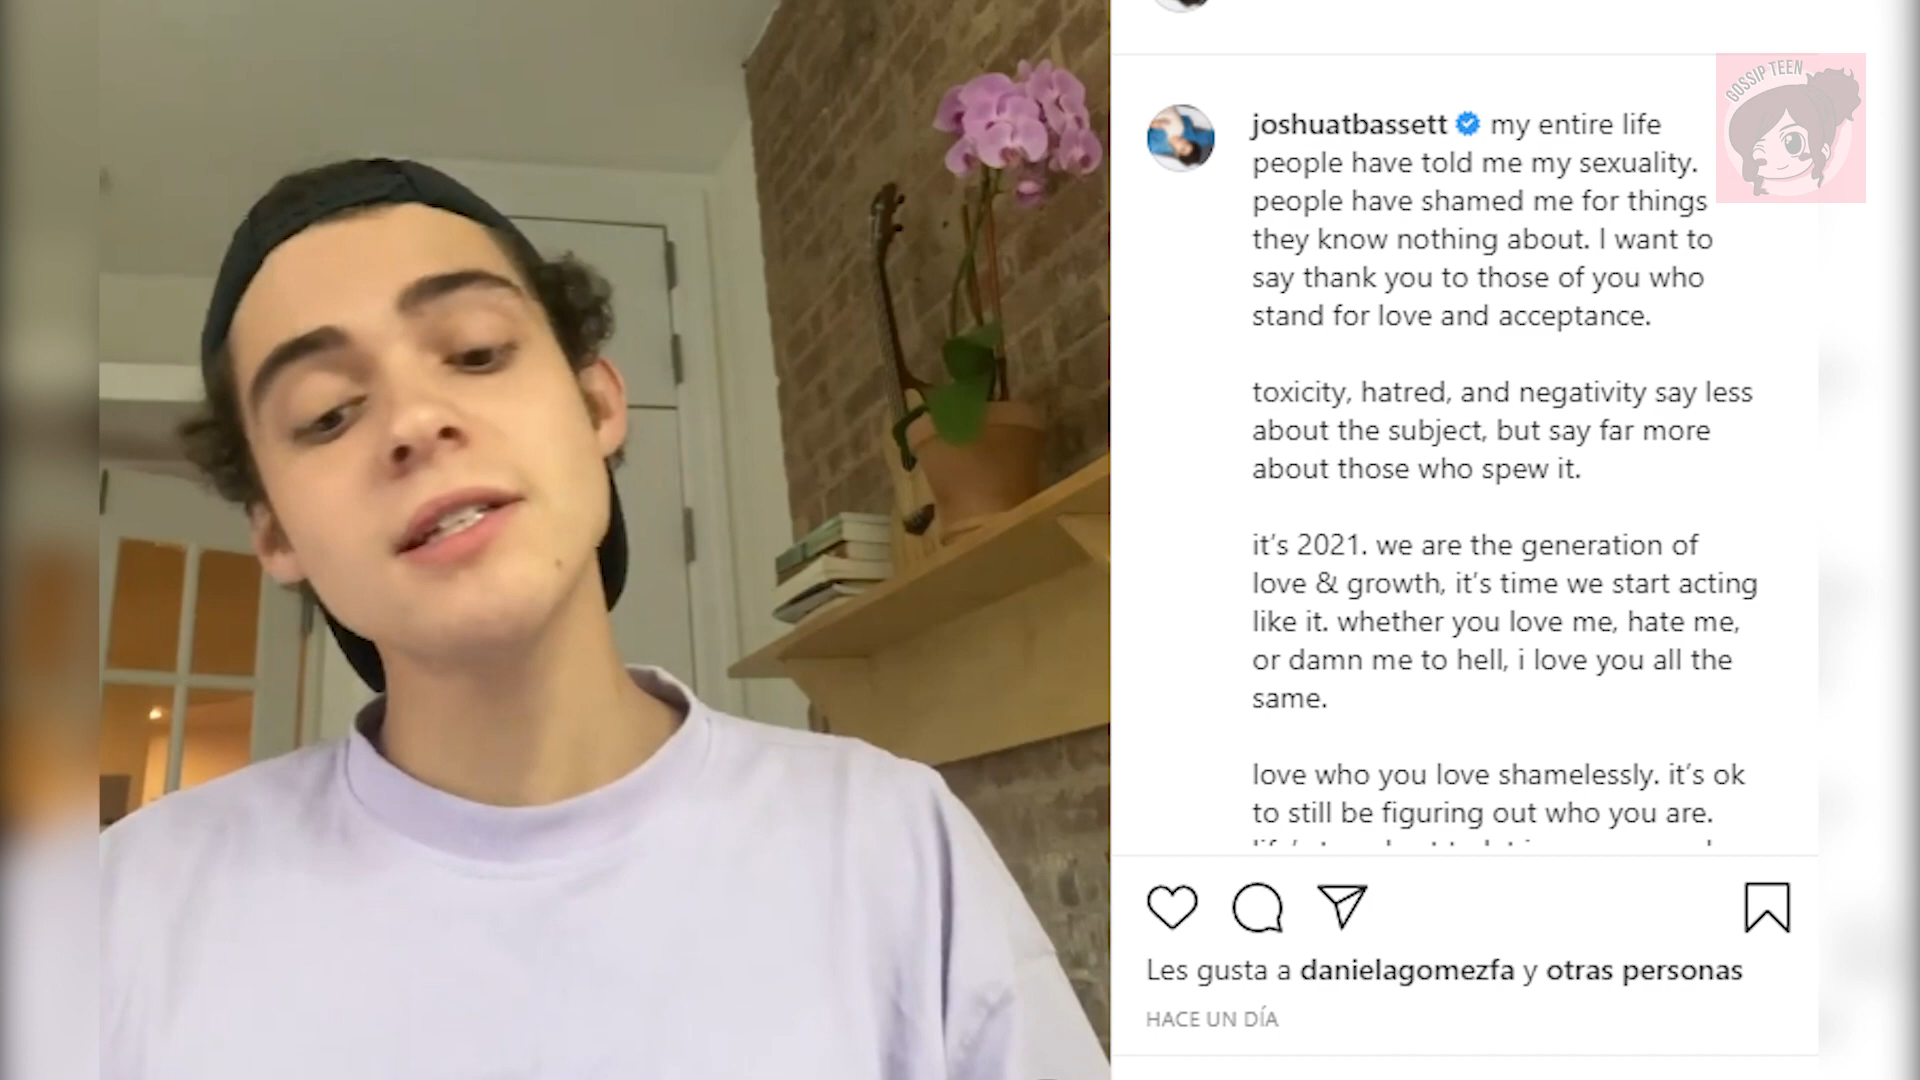 GOSSIP TEEN
joshuatbassett my entire life
people have told me my sexuality.
people have shamed me for things
they know nothing about. I want to
say thank you to those of you who
stand for love and acceptance.
toxicity, hatred, and negativity say less
about the subject, but say far more
about those who spew it.
it’s 2021. we are the generation of
love & growth, it’s time we start acting
like it. whether you love me, hate me,
or damn me to hell, i love you all the
same.
love who you love shamelessly. it’s ok
to still be figuring out who you are.
Les gusta a danielagomezfa y otras personas
HACE UN DÍA